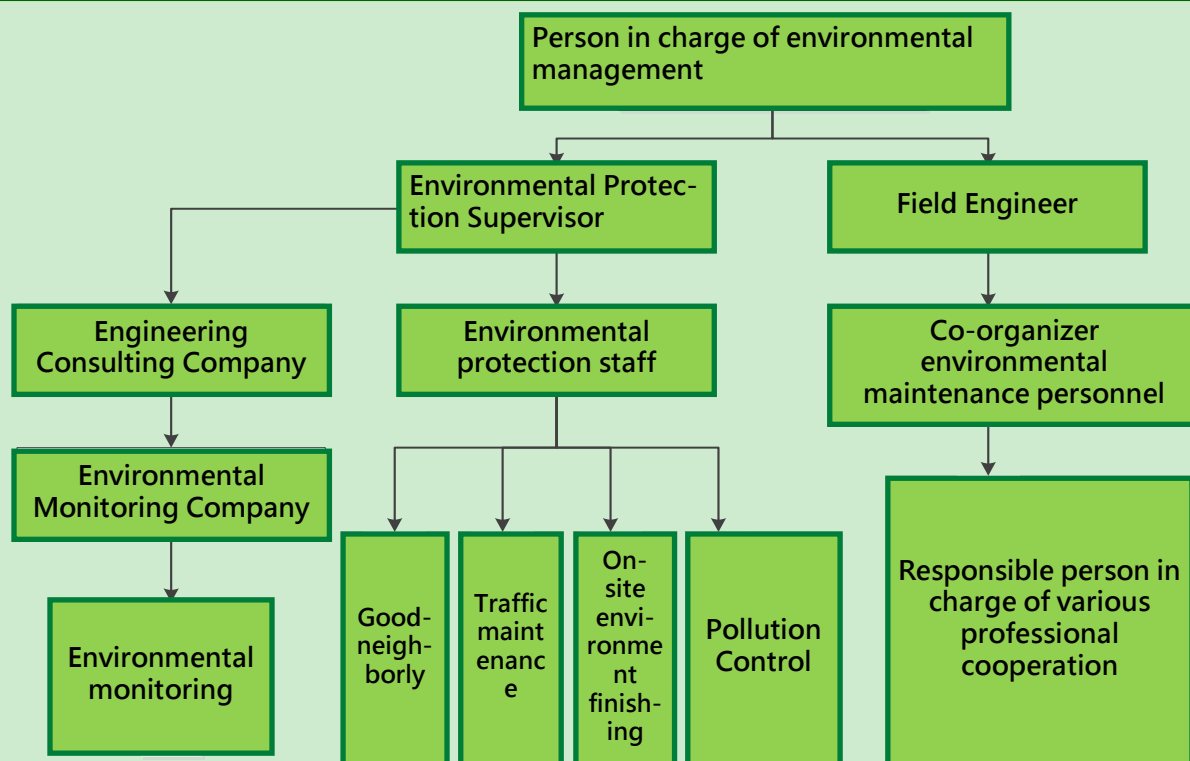 Person in charge of environmental
management
Environmental Protec-
tion Supervisor
Field Engineer
Engineering
Consulting Company
Environmental
protection staff
Co-organizer
environmental
maintenance personnel
Environmental
Monitoring Company
Environmental
monitoring
Good-
neigh-
borly
Traffic
maint
enanc
e
On-
site
envi-
ronme
nt
finish-
ing
Pollution
Control
Responsible person in
charge of various
professional
cooperation